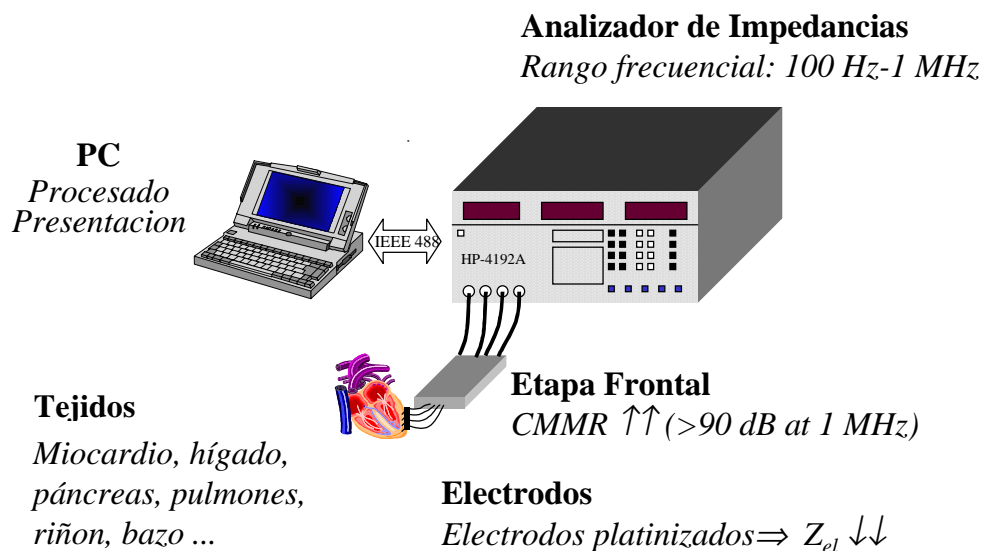 Analizador de Impedancias
Rango frecuencial: 100 Hz-1 MHz
PC
Procesado
Presentacion
IEEE 488
HP-4192A
Etapa Frontal
CMMR ↑↑ (>90 dB at 1 MHz)
Tejidos
Miocardio, hígado,
páncreas, pulmones,
riñon, bazo ...
Electrodos
Electrodos platinizados⇒ Zel ↓↓